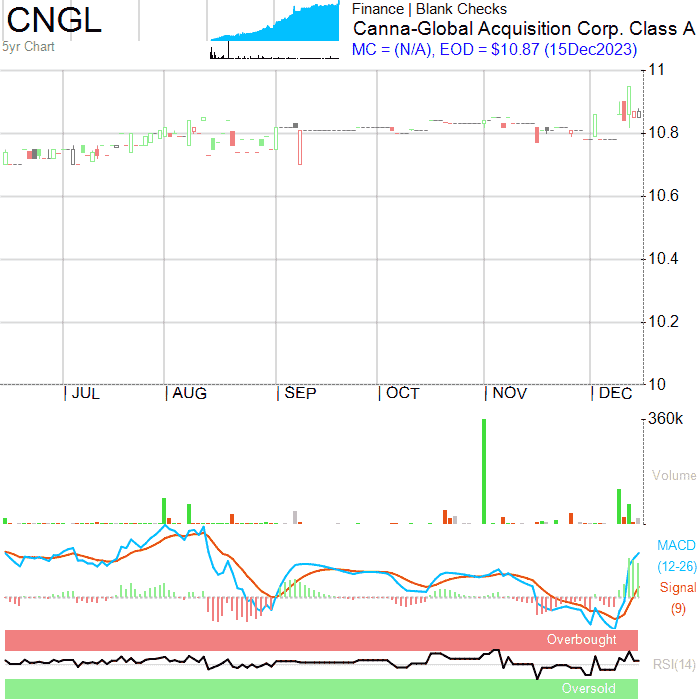 CNGL
5yr Chart
Finance | Blank Checks
Canna-Global Acquisition Corp. Class A
MC = (N/A), EOD = $10.87 (15Dec2023)
11
10.8
10.6
10.4
10.2
10
| JUL | AUG | SEP | OCT | NOV | DEC
360k
Volume
MACD
(12-26)
Signal
(9)
Overbought
RSI(14)
Oversold